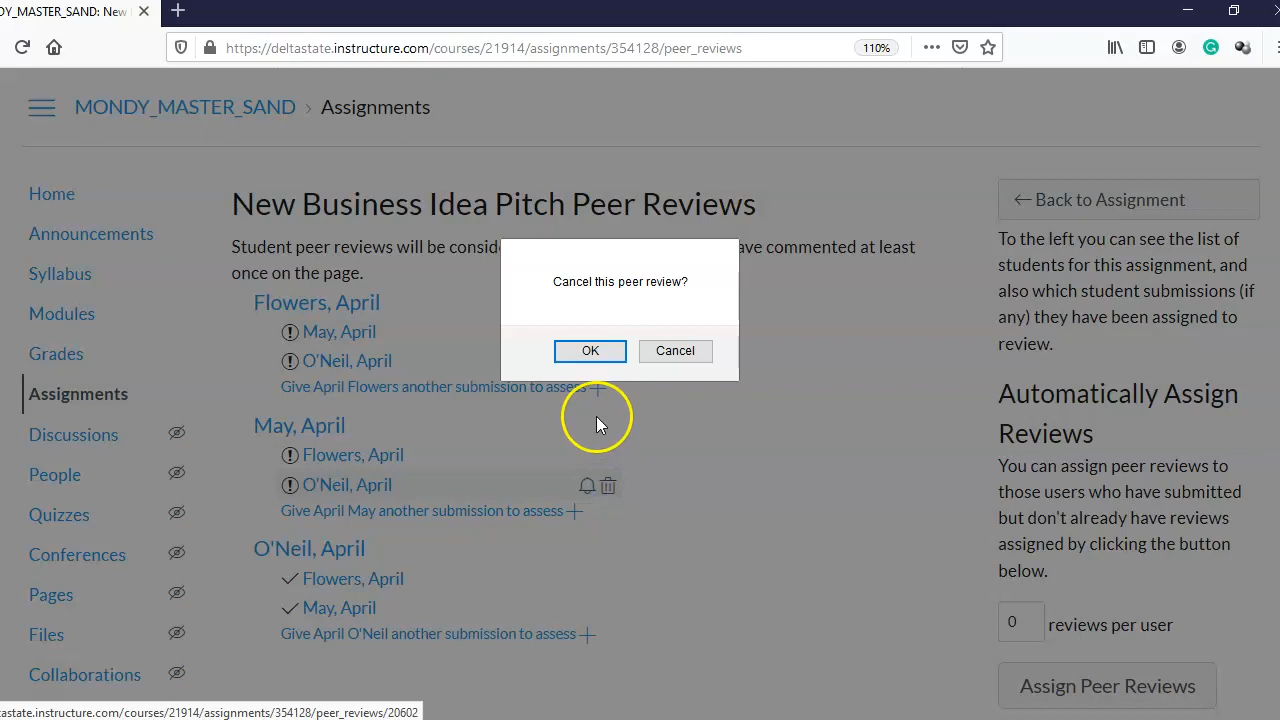 DY_MASTER_SAND: New
https://deltastate.instructure.com/courses/21914/assignments/354128/peer_reviews
110%
MONDY_MASTER_SAND › Assignments
Home
Announcements
Syllabus
Modules
Grades
Assignments
Discussions
People
Quizzes
Conferences
Pages
Files
Collaborations
New Business Idea Pitch Peer Reviews
Student peer reviews will be consid ave commented at least
once on the page.
Flowers, April
May, April
O'Neil, April
Give April Flowers another submission to assess
May, April
Flowers, April
O'Neil, April
Give April May another submission to assess
O'Neil, April
Flowers, April
May, April
Give April O'Neil another submission to assess
Cancel this peer review?
OK Cancel
Back to Assignment
To the left you can see the list of
students for this assignment, and
also which student submissions (if
any) they have been assigned to
review.
Automatically Assign
Reviews
You can assign peer reviews to
those users who have submitted
but don't already have reviews
assigned by clicking the button
below.
0 reviews per user
Assign Peer Reviews
tastate.instructure.com/courses/21914/assignments/354128/peer_reviews/20602